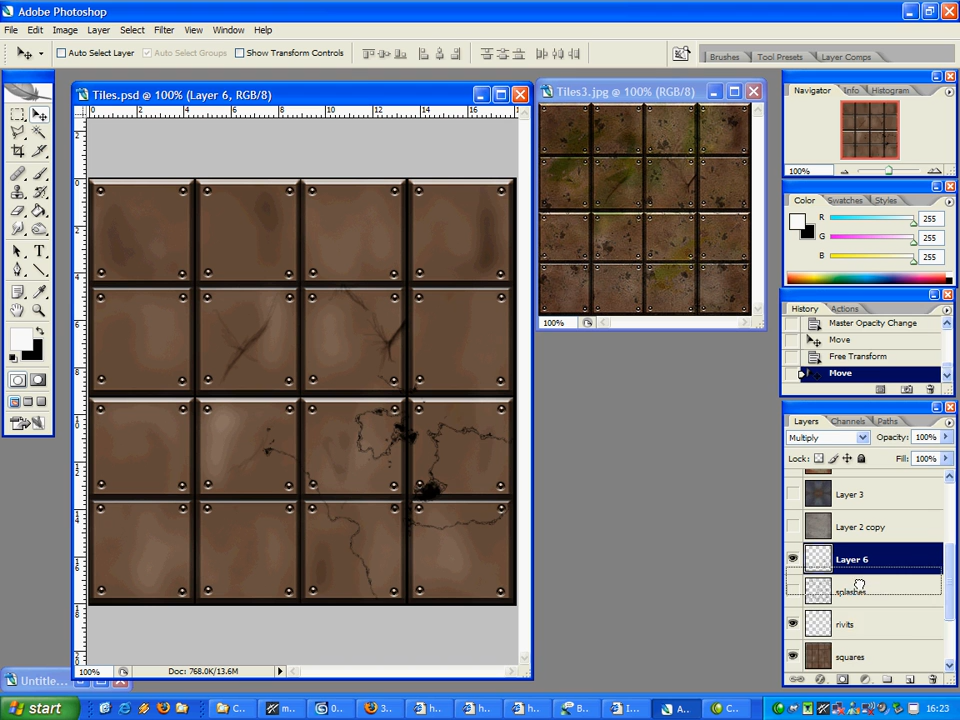 Adobe Photoshop
File Edit Image Layer Select Filter View Window Help
Auto Select Layer Auto Select Groups Show Transform Controls
Brushes Tool Presets Layer Comps
Tiles.psd @ 100% (Layer 6, RGB/8)
Tiles3.jpg @ 100% (RGB/8)
Navigator Info Histogram
100%
Color Swatches Styles
R 255
G 255
B 255
History Actions
Master Opacity Change
Move
Free Transform
Move
Layers Channels Paths
Multiply Opacity: 100%
Lock: Fill: 100%
Layer 3
Layer 2 copy
Layer 6
splashes
rivits
squares
100%
100% Doc: 768.0K/13.6M
Untitle...
start C... m... 0... 3... h... h... h... B... I... A... C... 16:23